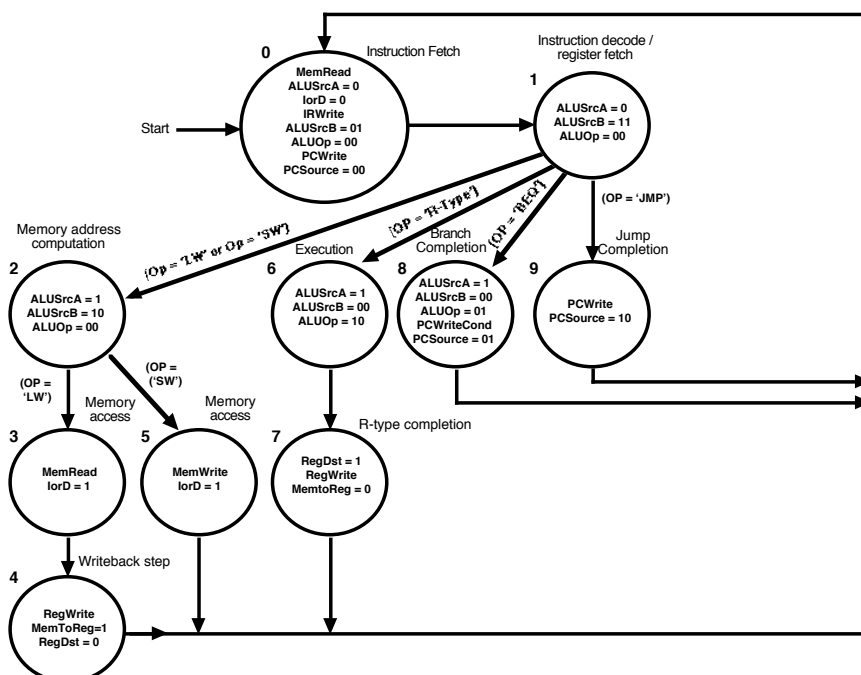 0
Instruction Fetch
MemRead
ALUSrcA = 0
IorD = 0
IRWrite
ALUSrcB = 01
ALUOp = 00
PCWrite
PCSource = 00
Start
Instruction decode /
register fetch
1
ALUSrcA = 0
ALUSrcB = 11
ALUOp = 00
(Op = 'LW' or Op = 'SW')
(OP = 'R-Type')
(OP = 'BEQ')
(OP = 'JMP')
Memory address
computation
2
ALUSrcA = 1
ALUSrcB = 10
ALUOp = 00
Execution
6
ALUSrcA = 1
ALUSrcB = 00
ALUOp = 10
Branch
Completion
8
ALUSrcA = 1
ALUSrcB = 00
ALUOp = 01
PCWriteCond
PCSource = 01
Jump
Completion
9
PCWrite
PCSource = 10
(OP =
'LW')
(OP =
('SW')
Memory
access
3
MemRead
IorD = 1
Memory
access
5
MemWrite
IorD = 1
R-type completion
7
RegDst = 1
RegWrite
MemtoReg = 0
Writeback step
4
RegWrite
MemToReg=1
RegDst = 0